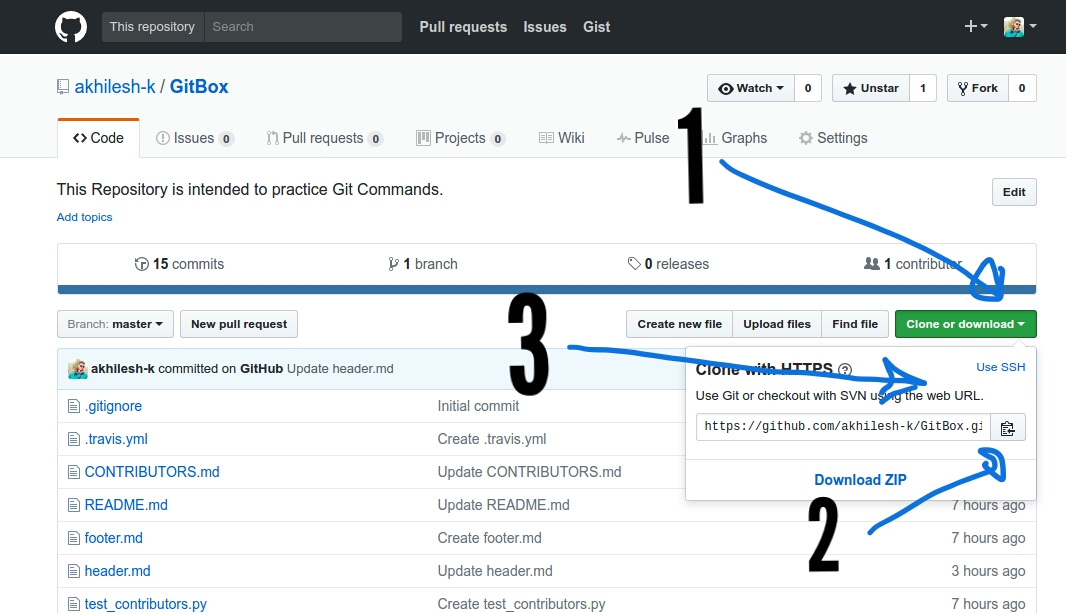 This repository Search Pull requests Issues Gist
akhilesh-k / GitBox Watch 0 Unstar 1 Fork 0
Code Issues 0 Pull requests 0 Projects 0 Wiki Pulse Graphs Settings
1
This Repository is intended to practice Git Commands. Edit
Add topics
15 commits 1 branch 0 releases 1 contributor
3
Branch: master New pull request Create new file Upload files Find file Clone or download
akhilesh-k committed on GitHub Update header.md
Clone with HTTPS ? Use SSH
Use Git or checkout with SVN using the web URL.
https://github.com/akhilesh-k/GitBox.gi
Download ZIP
2
.gitignore Initial commit
.travis.yml Create .travis.yml
CONTRIBUTORS.md Update CONTRIBUTORS.md
README.md Update README.md 7 hours ago
footer.md Create footer.md 7 hours ago
header.md Update header.md 3 hours ago
test_contributors.py Create test_contributors.py 7 hours ago